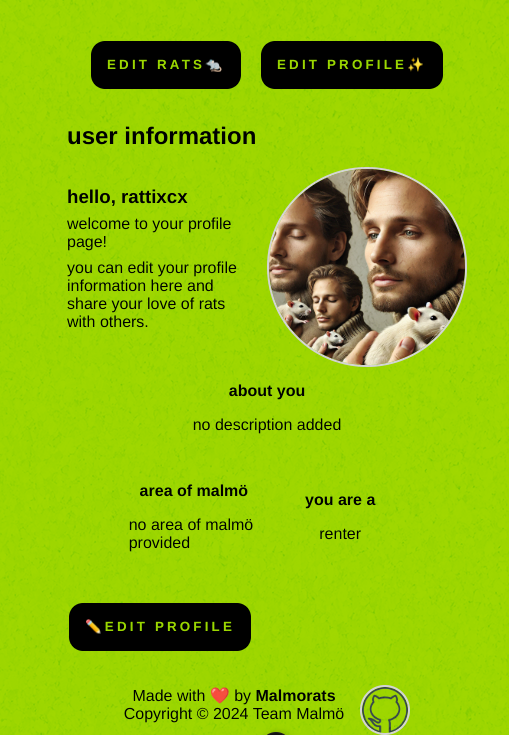 EDIT RATS🐀 EDIT PROFILE✨
user information
hello, rattixcx
welcome to your profile
page!
you can edit your profile
information here and
share your love of rats
with others.
about you
no description added
area of malmö
no area of malmö
provided
you are a
renter
✏️EDIT PROFILE
Made with ❤️ by Malmorats
Copyright © 2024 Team Malmö